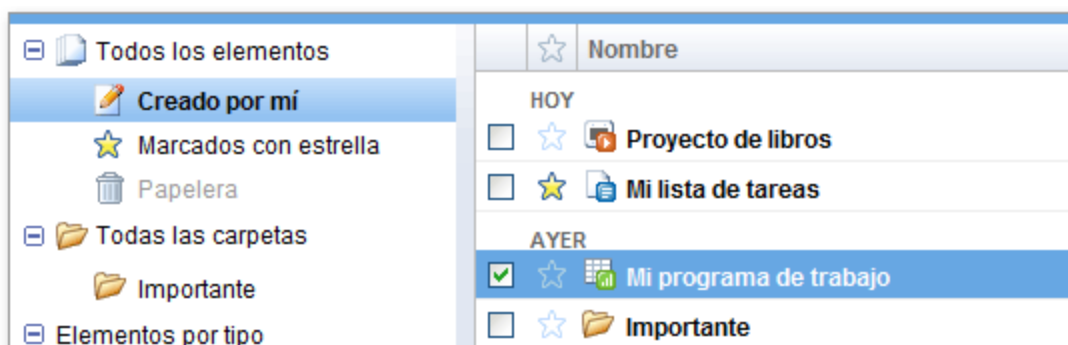 Todos los elementos
Creado por mí
Marcados con estrella
Papelera
Todas las carpetas
Importante
Elementos por tipo
Nombre
HOY
Proyecto de libros
Mi lista de tareas
AYER
Mi programa de trabajo
Importante